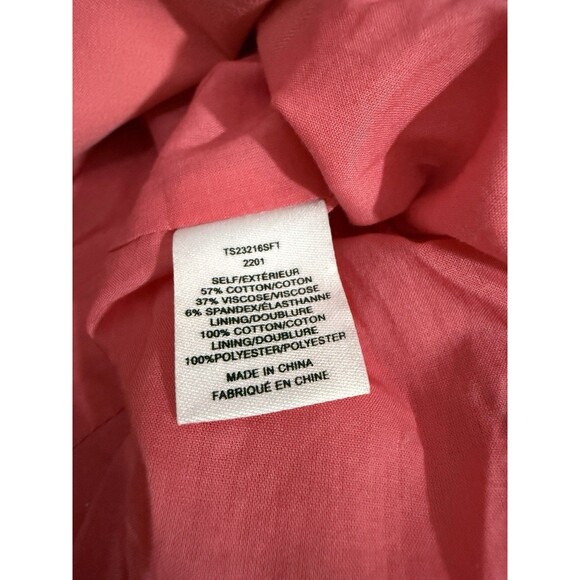 TS23216SF1
2201
SELF/EXTÉRIEUR
57% COTTON/COTON
37% VISCOSE/VISCOSE
6% SPANDEX/ÉLASTHANNE
LINING/DOUBLURE
100% COTTON/COTON
LINING/DOUBLURE
100%POLYESTER/POLYESTER
MADE IN CHINA
FABRIQUÉ EN CHINE